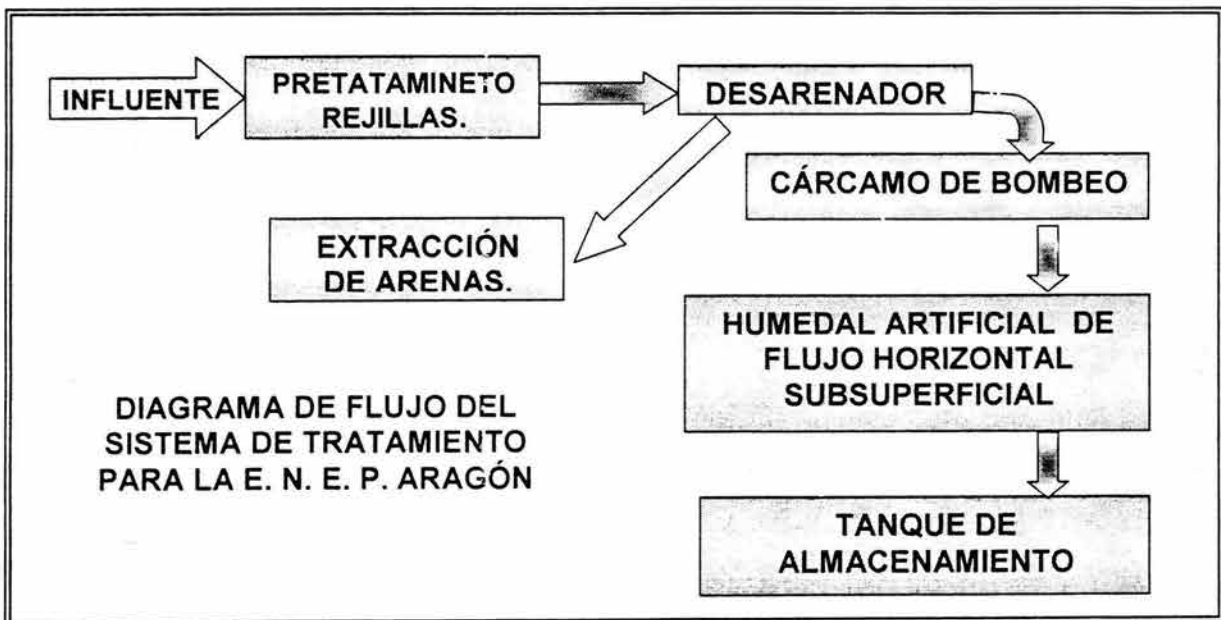 INFLUENTE
PRETATAMINETO
REJILLAS.
DESARENADOR
CÁRCAMO DE BOMBEO
EXTRACCIÓN
DE ARENAS.
HUMEDAL ARTIFICIAL DE
FLUJO HORIZONTAL
SUBSUPERFICIAL
DIAGRAMA DE FLUJO DEL
SISTEMA DE TRATAMIENTO
PARA LA E. N. E. P. ARAGÓN
TANQUE DE
ALMACENAMIENTO